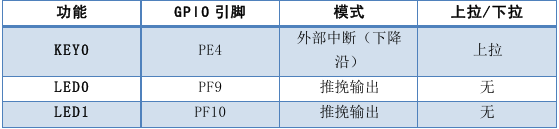 功能 GPIO 引脚 模式 上拉/下拉
KEY0 PE4 外部中断（下降沿） 上拉
LED0 PF9 推挽输出 无
LED1 PF10 推挽输出 无